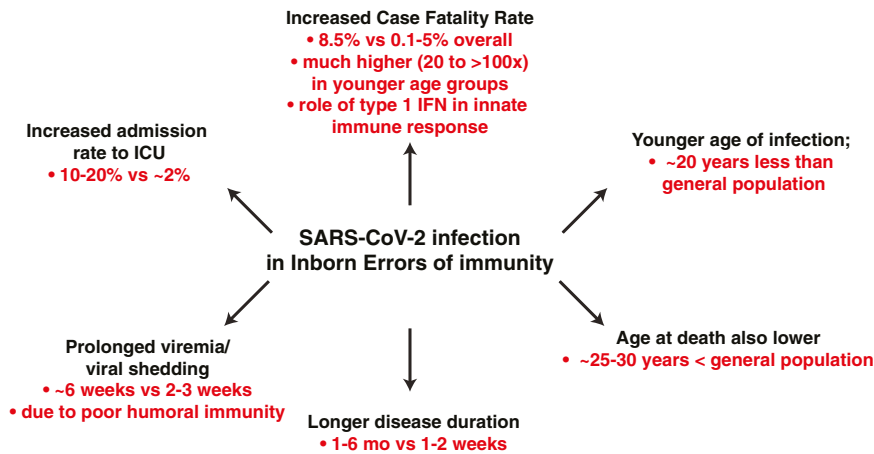 Increased Case Fatality Rate
• 8.5% vs 0.1-5% overall
• much higher (20 to >100x)
in younger age groups
• role of type 1 IFN in innate
immune response
Increased admission
rate to ICU
• 10-20% vs ~2%
Younger age of infection;
• ~20 years less than
general population
SARS-CoV-2 infection
in Inborn Errors of immunity
Prolonged viremia/
viral shedding
• ~6 weeks vs 2-3 weeks
• due to poor humoral immunity
Age at death also lower
• ~25-30 years < general population
Longer disease duration
• 1-6 mo vs 1-2 weeks